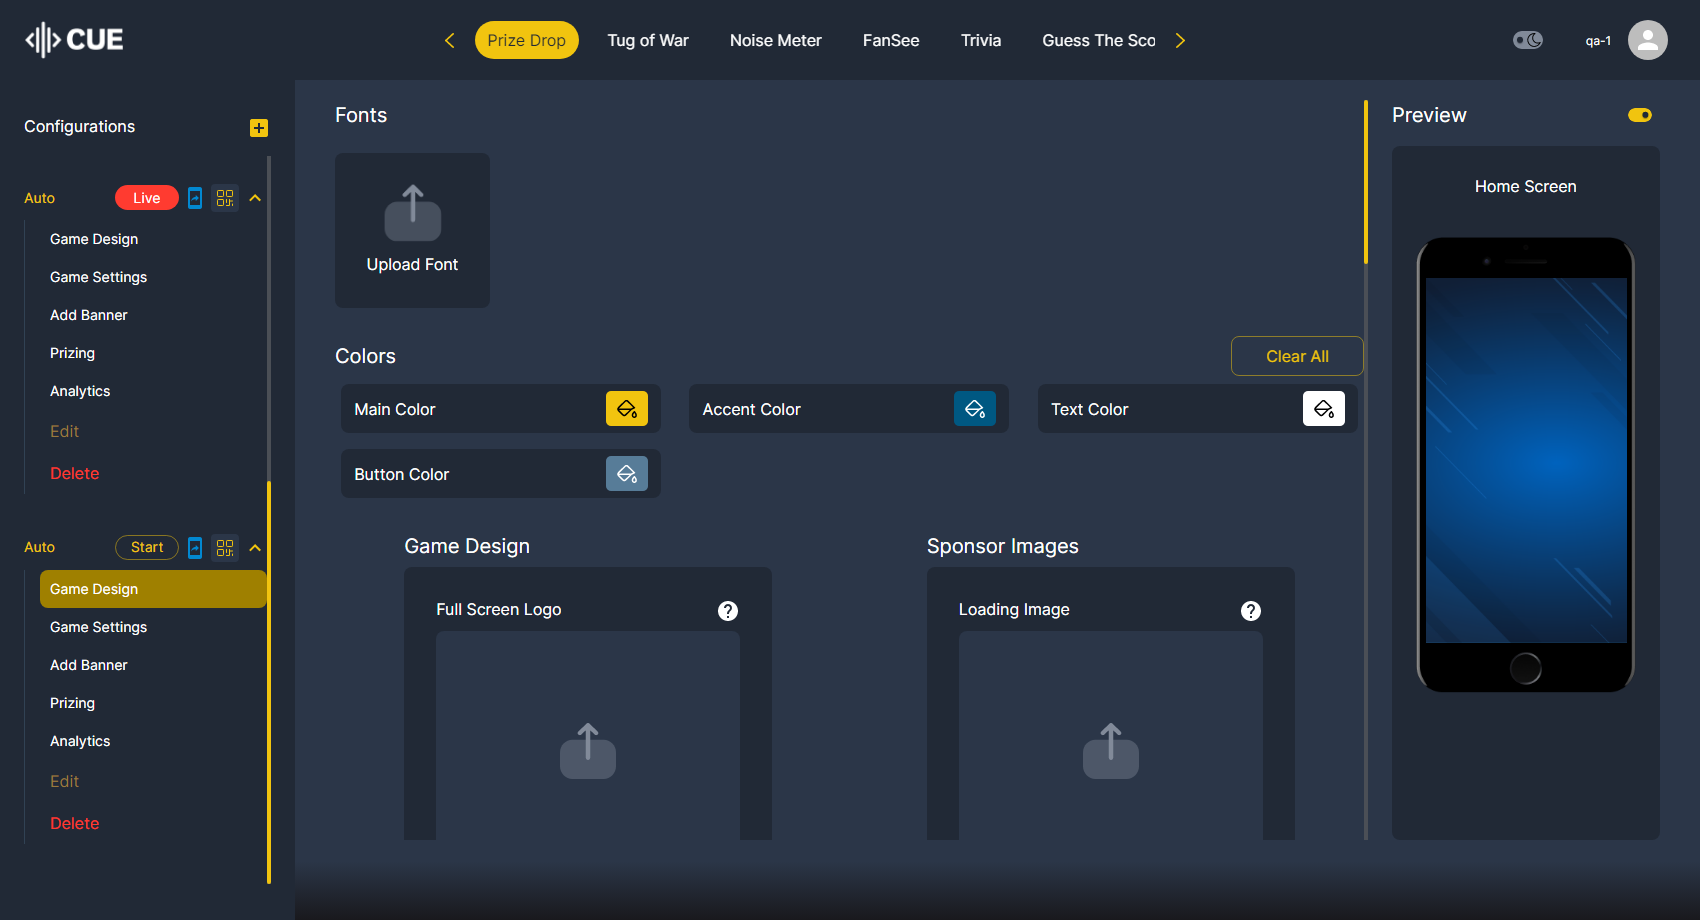 CUE
Prize Drop
Tug of War
Noise Meter
FanSee
Trivia
Guess The Sco
qa-1
Configurations
Auto
Live
Game Design
Game Settings
Add Banner
Prizing
Analytics
Edit
Delete
Auto
Start
Game Design
Game Settings
Add Banner
Prizing
Analytics
Edit
Delete
Fonts
Upload Font
Colors
Clear All
Main Color
Accent Color
Text Color
Button Color
Game Design
Full Screen Logo
?
Sponsor Images
Loading Image
?
Preview
Home Screen